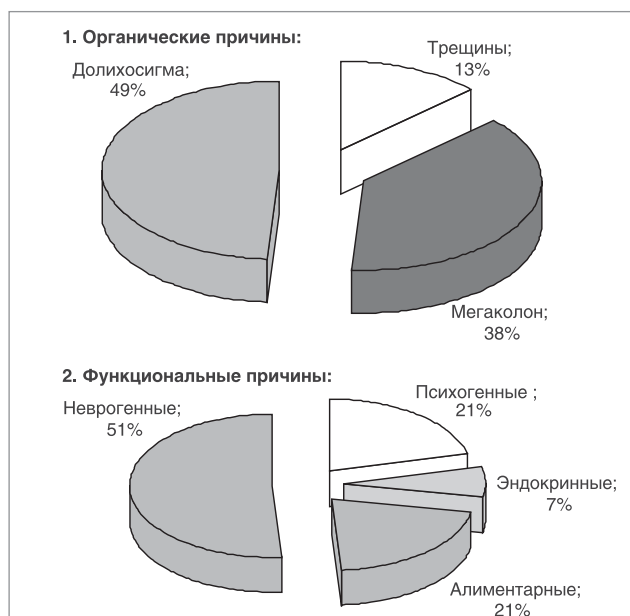 1. Органические причины:
Долихосигма;
49%
Трещины;
13%
Мегаколон;
38%
2. Функциональные причины:
Неврогенные;
51%
Психогенные ;
21%
Эндокринные;
7%
Алиментарные;
21%